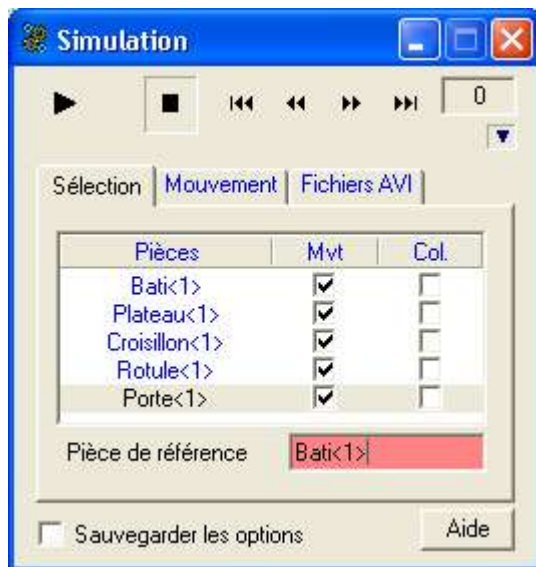 Simulation
0
Sélection Mouvement Fichiers AVI
Pièces Mvt Col.
Bati<1>
Plateau<1>
Croisillon<1>
Rotule<1>
Porte<1>
Pièce de référence Bati<1>
Sauvegarder les options Aide